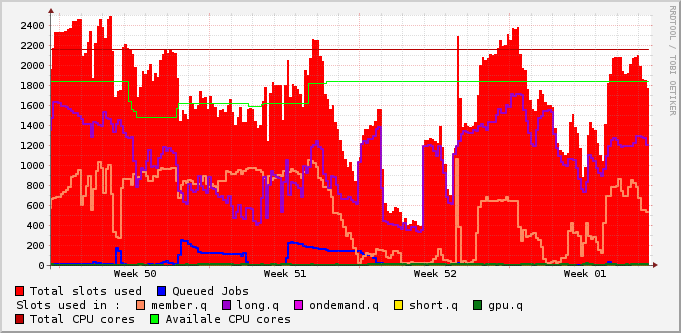 RRDTOOL / TOBI OETIKER
2400
2200
2000
1800
1600
1400
1200
1000
800
600
400
200
0
Week 50 Week 51 Week 52 Week 01
Total slots used Queued Jobs
Slots used in : member.q long.q ondemand.q short.q gpu.q
Total CPU cores Availale CPU cores